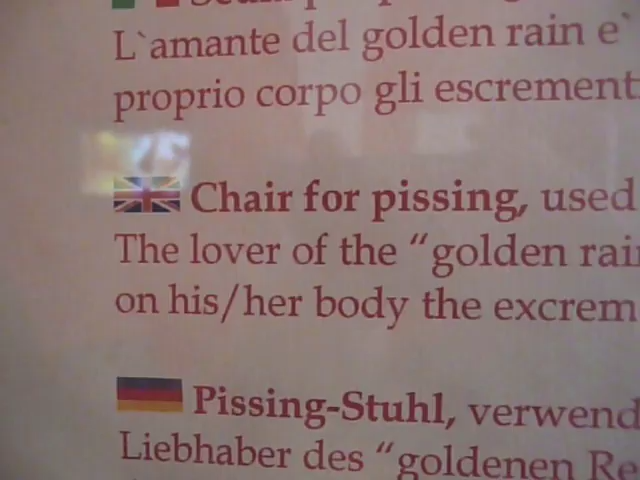 L`amante del golden rain e`
proprio corpo gli escrement
Chair for pissing, used
The lover of the “golden rai
on his/her body the excrem
Pissing-Stuhl, verwend
Liebhaber des “goldenen Re